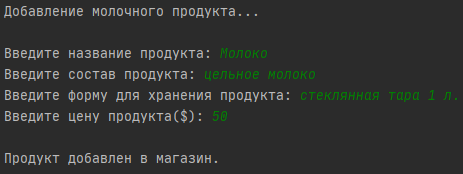 Добавление молочного продукта...
Введите название продукта: Молоко
Введите состав продукта: цельное молоко
Введите форму для хранения продукта: стеклянная тара 1 л.
Введите цену продукта($): 50
Продукт добавлен в магазин.